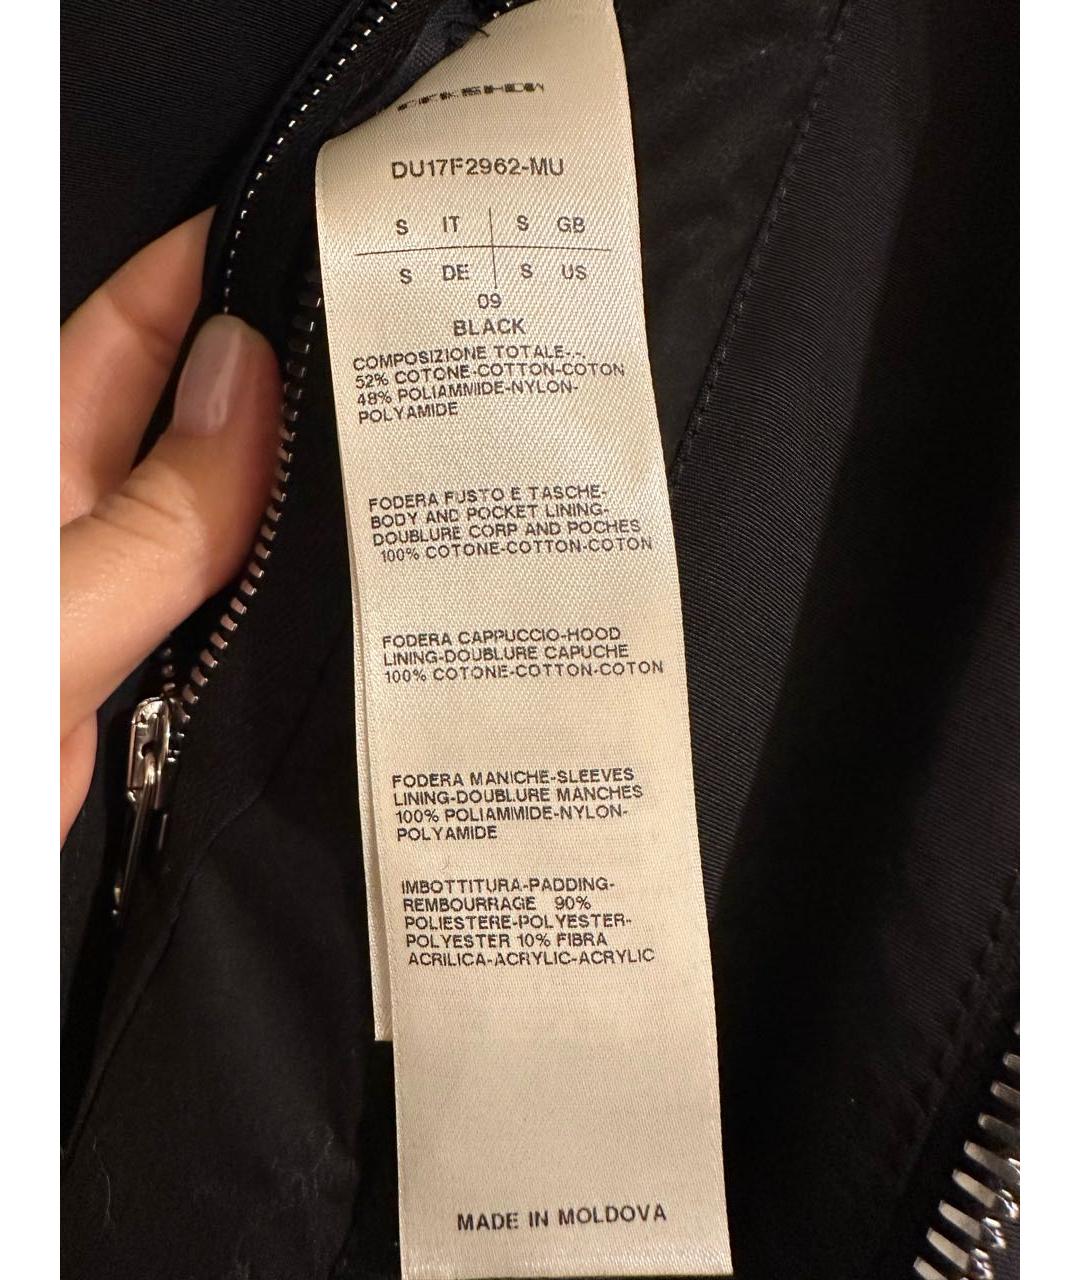 DU17F2962-MU
S IT S GB
S DE S US
09
BLACK
COMPOSIZIONE TOTALE-.-.
52% COTONE-COTTON-COTON
48% POLIAMMIDE-NYLON-
POLYAMIDE
FODERA FUSTO E TASCHE-
BODY AND POCKET LINING-
DOUBLURE CORP AND POCHES
100% COTONE-COTTON-COTON
FODERA CAPPUCCIO-HOOD
LINING-DOUBLURE CAPUCHE
100% COTONE-COTTON-COTON
FODERA MANICHE-SLEEVES
LINING-DOUBLURE MANCHES
100% POLIAMMIDE-NYLON-
POLYAMIDE
IMBOTTITURA-PADDING-
REMBOURRAGE 90%
POLIESTERE-POLYESTER-
POLYESTER 10% FIBRA
ACRILICA-ACRYLIC-ACRYLIC
MADE IN MOLDOVA